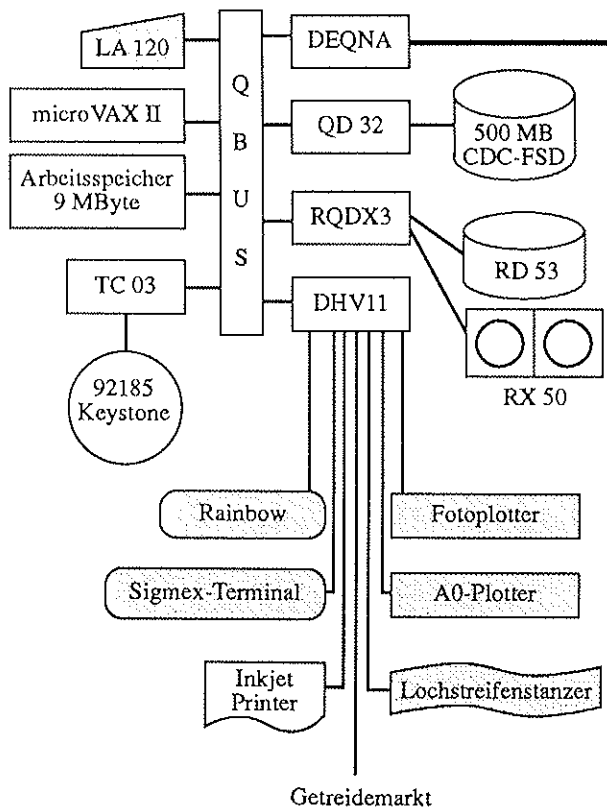 LA 120
DEQNA
Q
B
U
S
microVAX II
QD 32
500 MB
CDC-FSD
Arbeitsspeicher
9 MByte
RQDX3
RD 53
TC 03
DHV11
RX 50
92185
Keystone
Rainbow
Fotoplotter
Sigmex-Terminal
A0-Plotter
Inkjet
Printer
Lochstreifenstanzer
Getreidemarkt